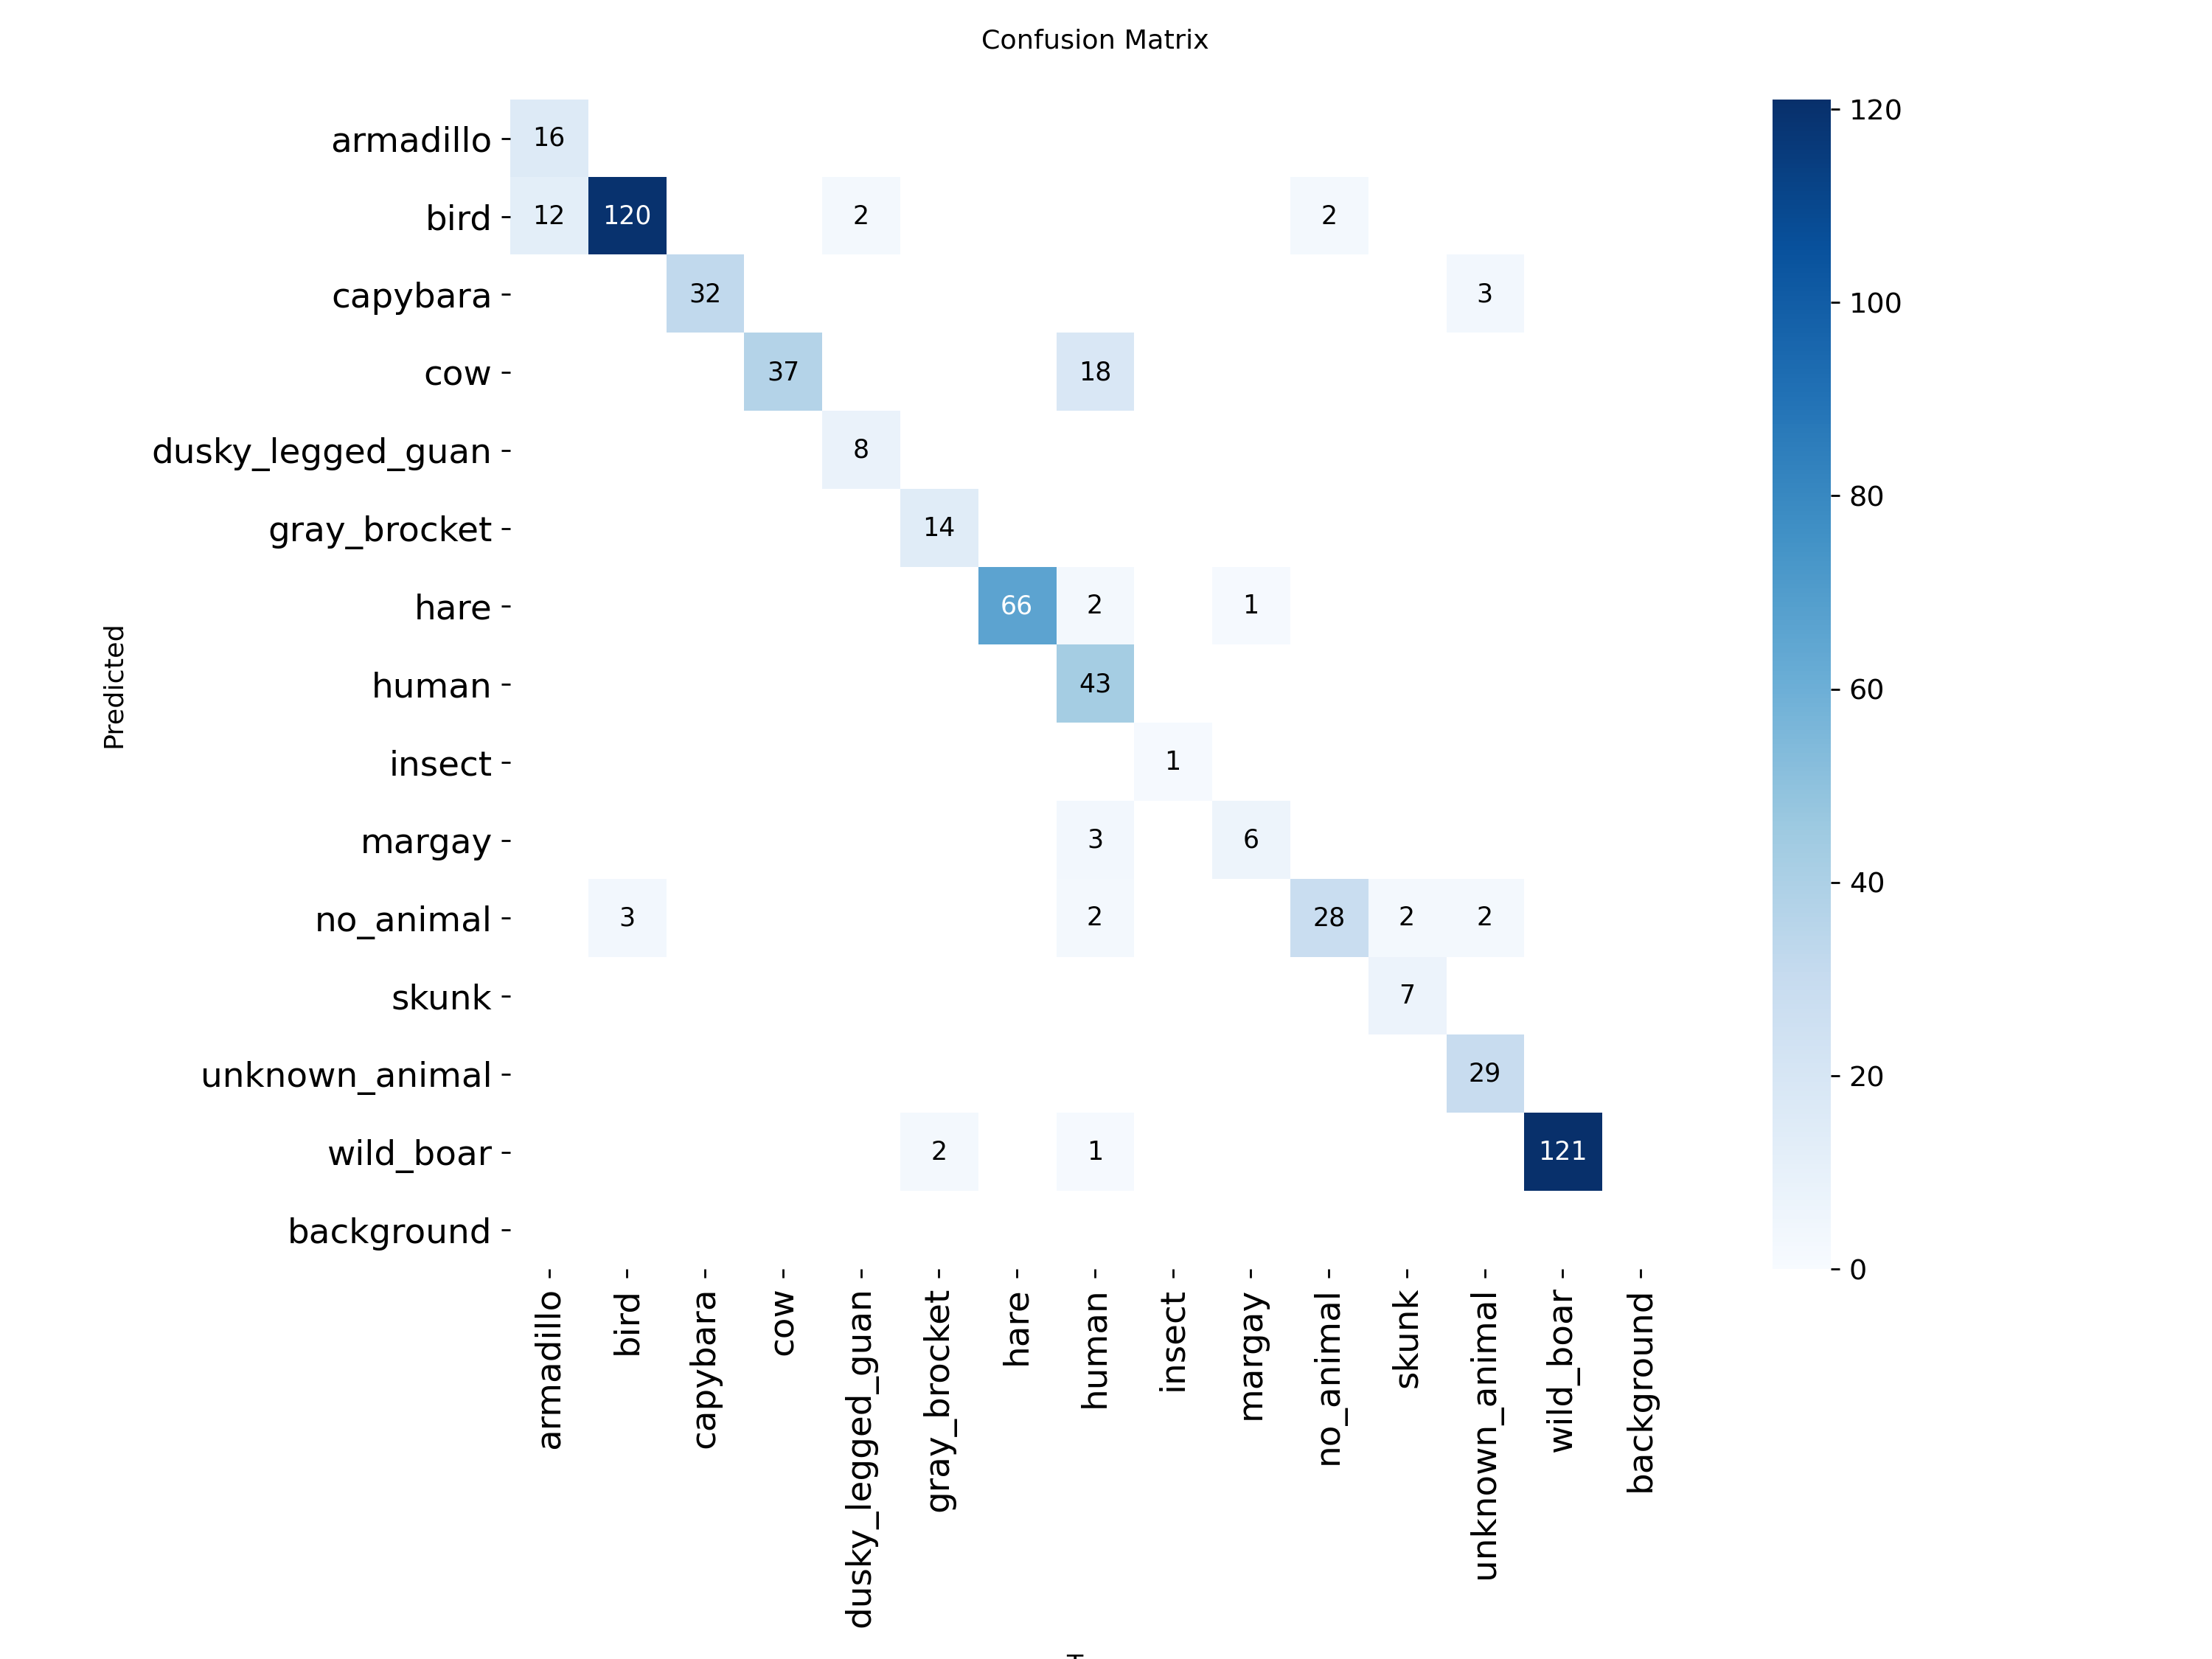 Confusion Matrix
armadillo 16
bird 12 120 2 2
capybara 32 3
cow 37 18
dusky_legged_guan 8
gray_brocket 14
hare 66 2 1
human 43
insect 1
margay 3 6
no_animal 3 2 28 2 2
skunk 7
unknown_animal 29
wild_boar 2 1 121
background
Predicted
armadillo
bird
capybara
cow
dusky_legged_guan
gray_brocket
hare
human
insect
margay
no_animal
skunk
unknown_animal
wild_boar
background
120
100
80
60
40
20
0